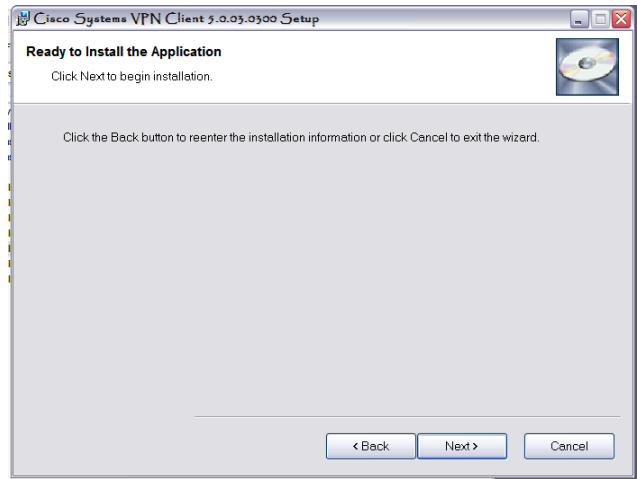 Cisco Systems VPN Client 5.0.03.0300 Setup
Ready to Install the Application
Click Next to begin installation.
Click the Back button to reenter the installation information or click Cancel to exit the wizard.
< Back
Next >
Cancel